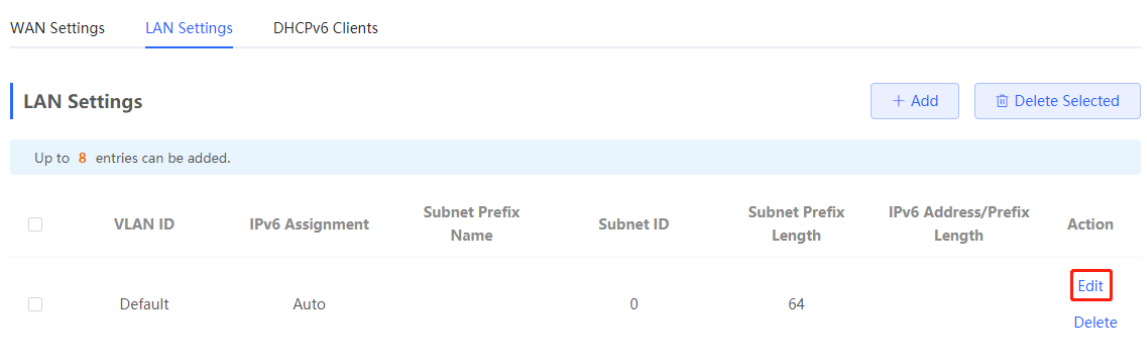 WAN Settings LAN Settings DHCPv6 Clients
LAN Settings + Add Delete Selected
Up to 8 entries can be added.
VLAN ID IPv6 Assignment Subnet Prefix Name Subnet ID Subnet Prefix Length IPv6 Address/Prefix Length Action
Default Auto 0 64 Edit
Delete